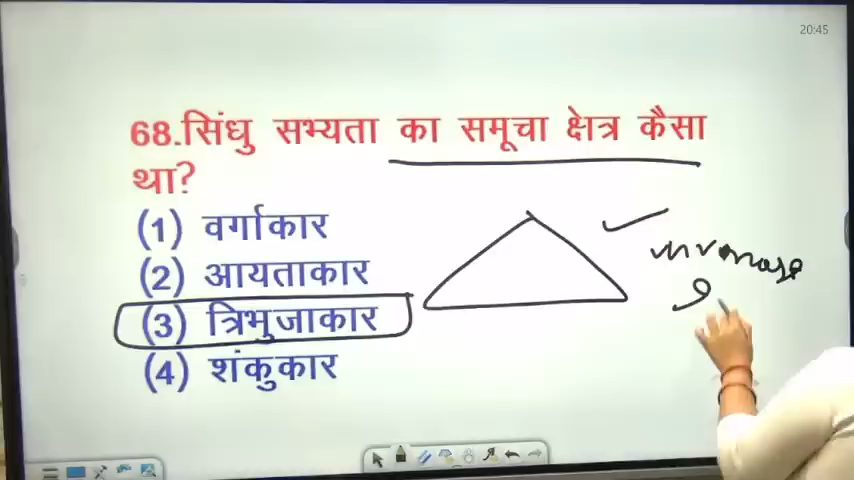 20:45
68.सिंधु सभ्यता का समूचा क्षेत्र कैसा
था?
(1) वर्गाकार
(2) आयताकार
(3) त्रिभुजाकार
(4) शंकुकार